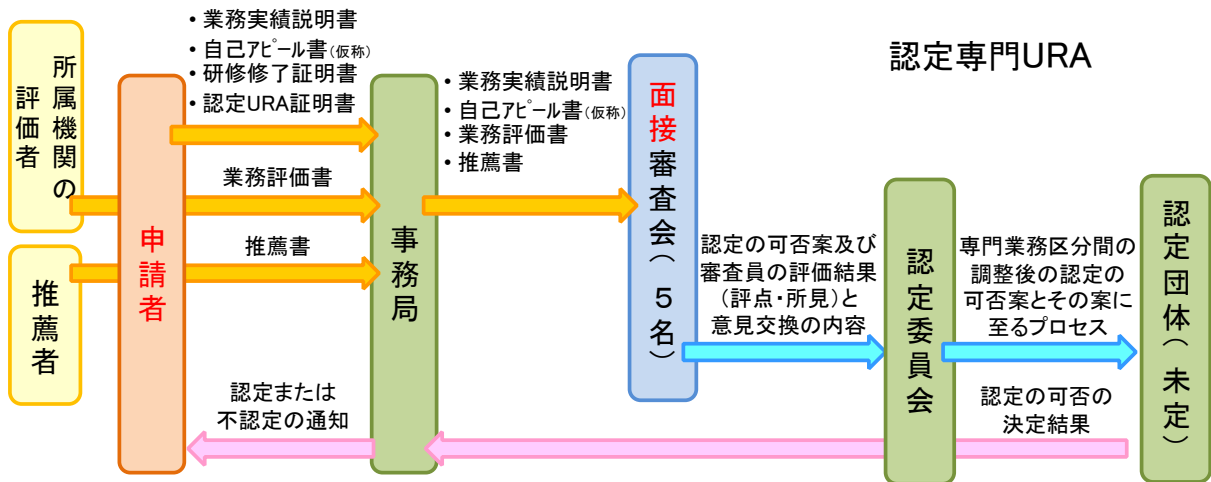 認定専門URA
所属機関の
評価者
推薦者
申請者
・業務実績説明書
・自己アピール書(仮称)
・研修修了証明書
・認定URA証明書
業務評価書
推薦書
事務局
・業務実績説明書
・自己アピール書(仮称)
・業務評価書
・推薦書
面接審査会(5名)
認定の可否案及び
審査員の評価結果
(評点・所見)と
意見交換の内容
認定委員会
専門業務区分間の
調整後の認定の
可否案とその案に
至るプロセス
認定団体(未定)
認定の可否の
決定結果
認定または
不認定の通知